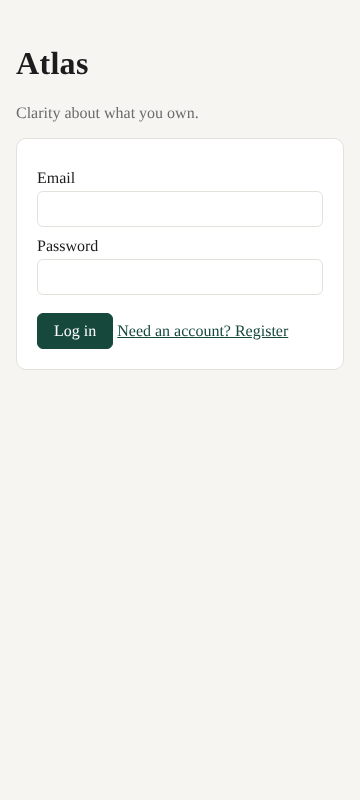 Atlas
Clarity about what you own.
Email
Password
Log in Need an account? Register